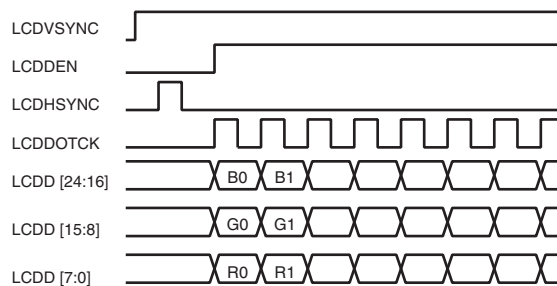 LCDVSYNC
LCDDEN
LCDHSYNC
LCDDOTCK
LCDD [24:16] B0 B1
LCDD [15:8] G0 G1
LCDD [7:0] R0 R1